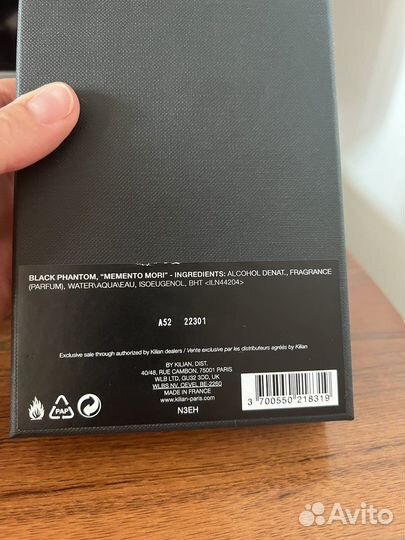 BLACK PHANTOM, “MEMENTO MORI” - INGREDIENTS: ALCOHOL DENAT., FRAGRANCE
(PARFUM), WATER\AQUA\EAU, ISOEUGENOL, BHT <ILN44204>
A52 22301
Exclusive sale through authorized by Kilian dealers / Vente exclusive par les distributeurs agréés by Kilian
BY KILIAN, DIST.
40/48, RUE CAMBON, 75001 PARIS
WLB LTD, GU32 3DD, UK
WLBS NV, DEVEL BE-2260
MADE IN FRANCE
www.kilian-paris.com
N3EH
PAP
3 700550 218319
Avito